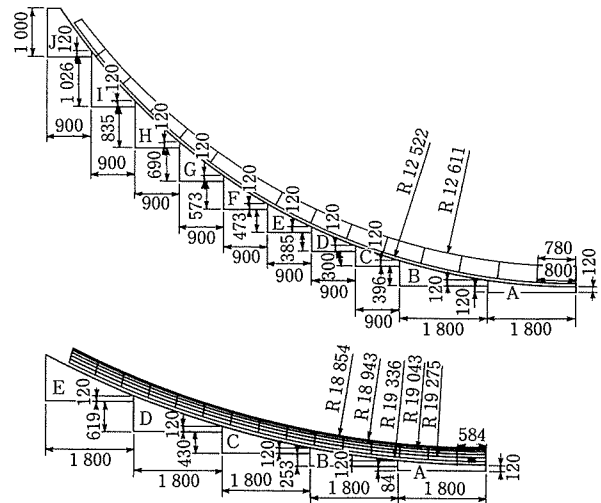 1 000
J
120
1 026
I
120
900
835
H
120
900
690
G
120
900
573
F
120
900
473
E
120
900
385
D
120
900
300
C
120
900
396
B
120
1 800
120
A
1 800
R 12 522
R 12 611
780
800
120
E
120
619
1 800
D
120
430
1 800
C
120
253
1 800
B
120
84
1 800
A
1 800
R 18 854
R 18 943
R 19 336
R 19 043
R 19 275
584
120